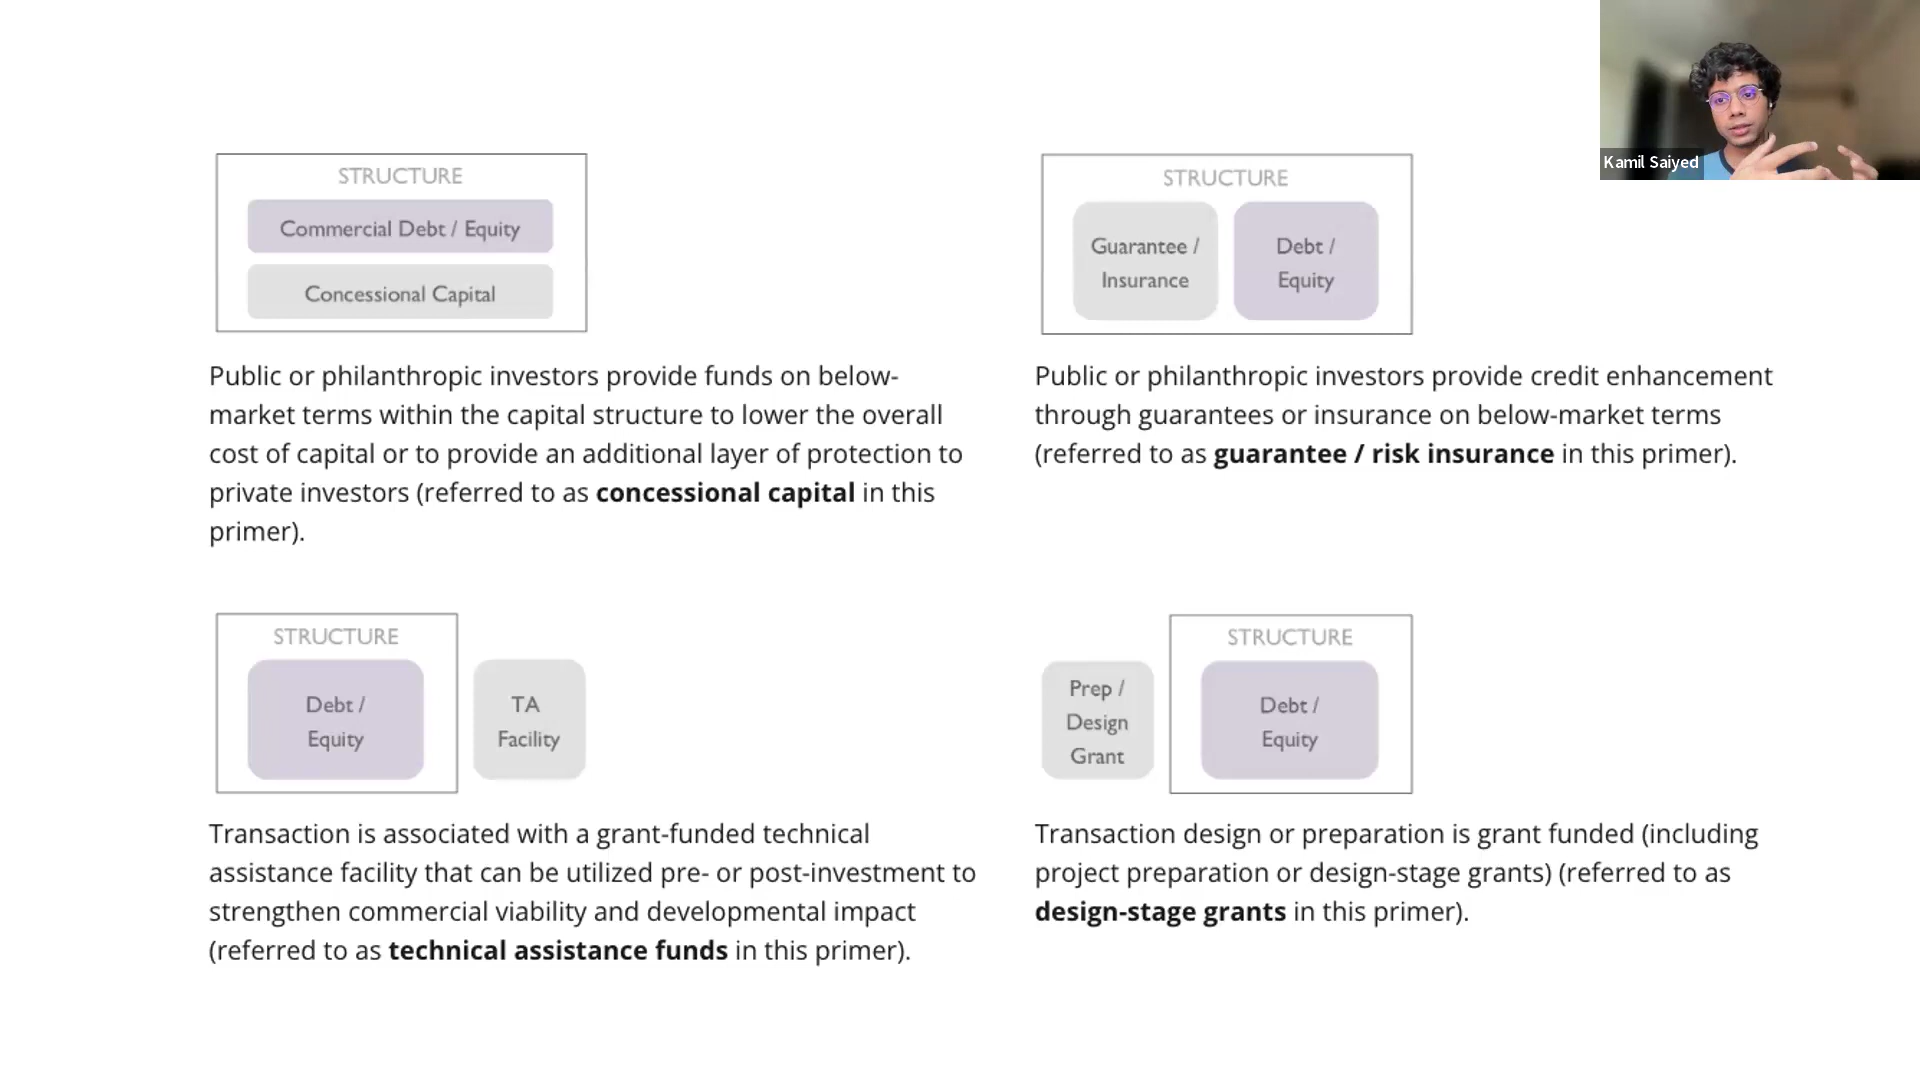 STRUCTURE
Commercial Debt / Equity
Concessional Capital
Public or philanthropic investors provide funds on below-
market terms within the capital structure to lower the overall
cost of capital or to provide an additional layer of protection to
private investors (referred to as concessional capital in this
primer).
STRUCTURE
Guarantee /
Insurance
Debt /
Equity
Public or philanthropic investors provide credit enhancement
through guarantees or insurance on below-market terms
(referred to as guarantee / risk insurance in this primer).
Kamil Saiyed
STRUCTURE
Debt /
Equity
TA
Facility
Transaction is associated with a grant-funded technical
assistance facility that can be utilized pre- or post-investment to
strengthen commercial viability and developmental impact
(referred to as technical assistance funds in this primer).
Prep /
Design
Grant
STRUCTURE
Debt /
Equity
Transaction design or preparation is grant funded (including
project preparation or design-stage grants) (referred to as
design-stage grants in this primer).